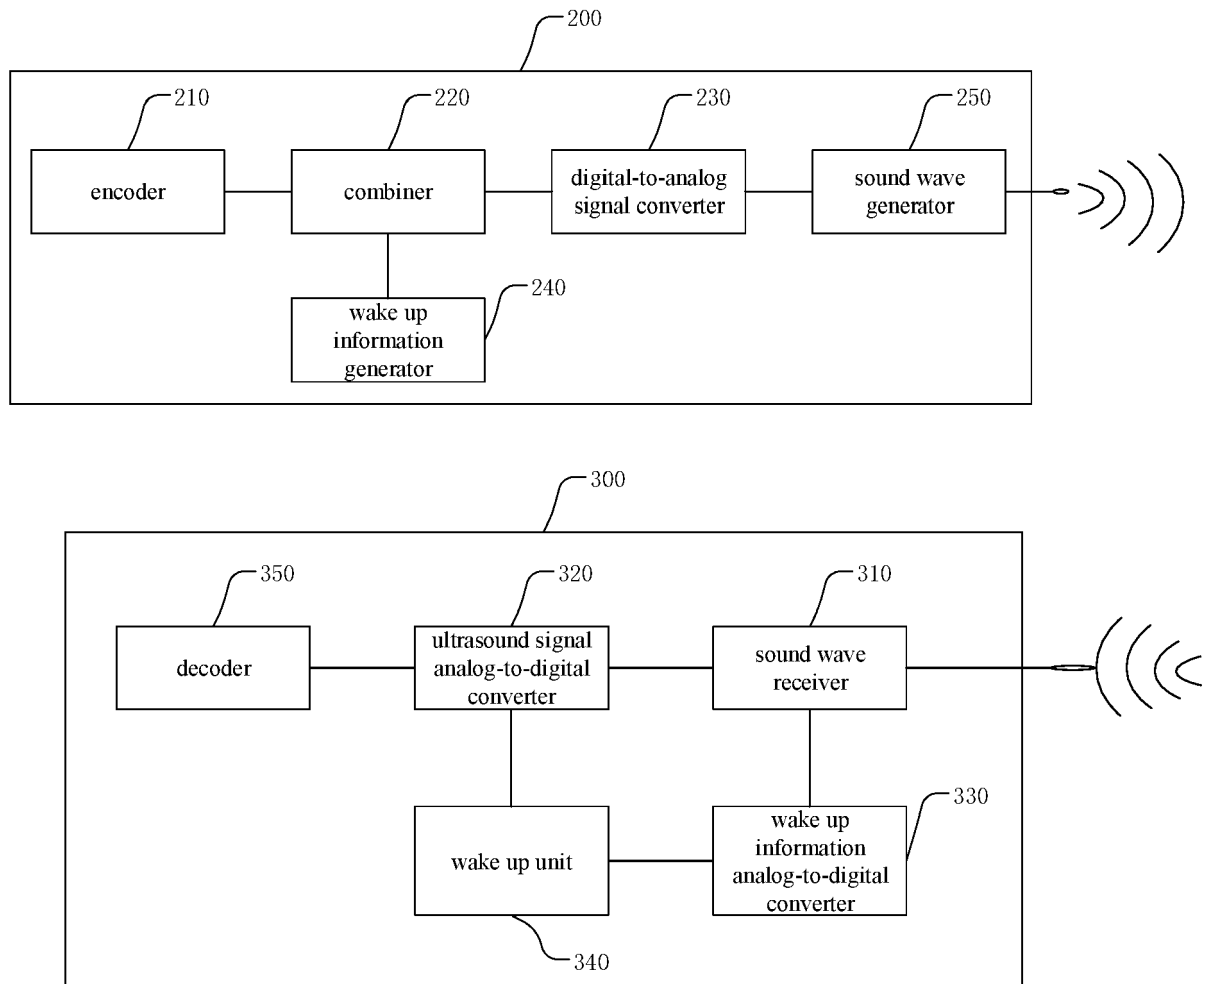 200
210
220
230
250
encoder
combiner
digital-to-analog
signal converter
sound wave
generator
240
wake up
information
generator
300
350
320
310
decoder
ultrasound signal
analog-to-digital
converter
sound wave
receiver
330
wake up unit
wake up
information
analog-to-digital
converter
340